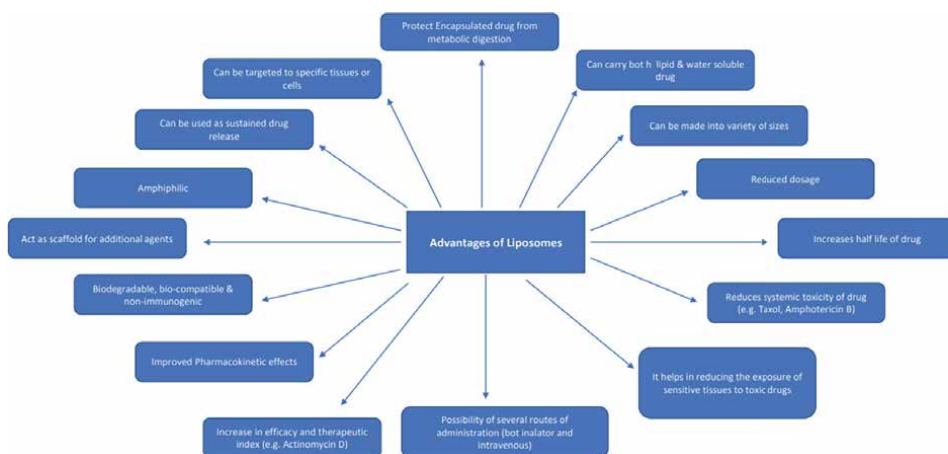 Protect Encapsulated drug from
metabolic digestion
Can carry bot h  lipid & water soluble
drug
Can be targeted to specific tissues or
cells
Can be made into variety of sizes
Can be used as sustained drug
release
Reduced dosage
Amphiphilic
Advantages of Liposomes
Act as scaffold for additional agents
Increases half life of drug
Biodegradable, bio-compatible &
non-immunogenic
Reduces systemic toxicity of drug
(e.g. Taxol, Amphotericin B)
Improved Pharmacokinetic effects
It helps in reducing the exposure of
sensitive tissues to toxic drugs
Increase in efficacy and therapeutic
index (e.g. Actinomycin D)
Possibility of several routes of
administration (bot inalator and
intravenous)